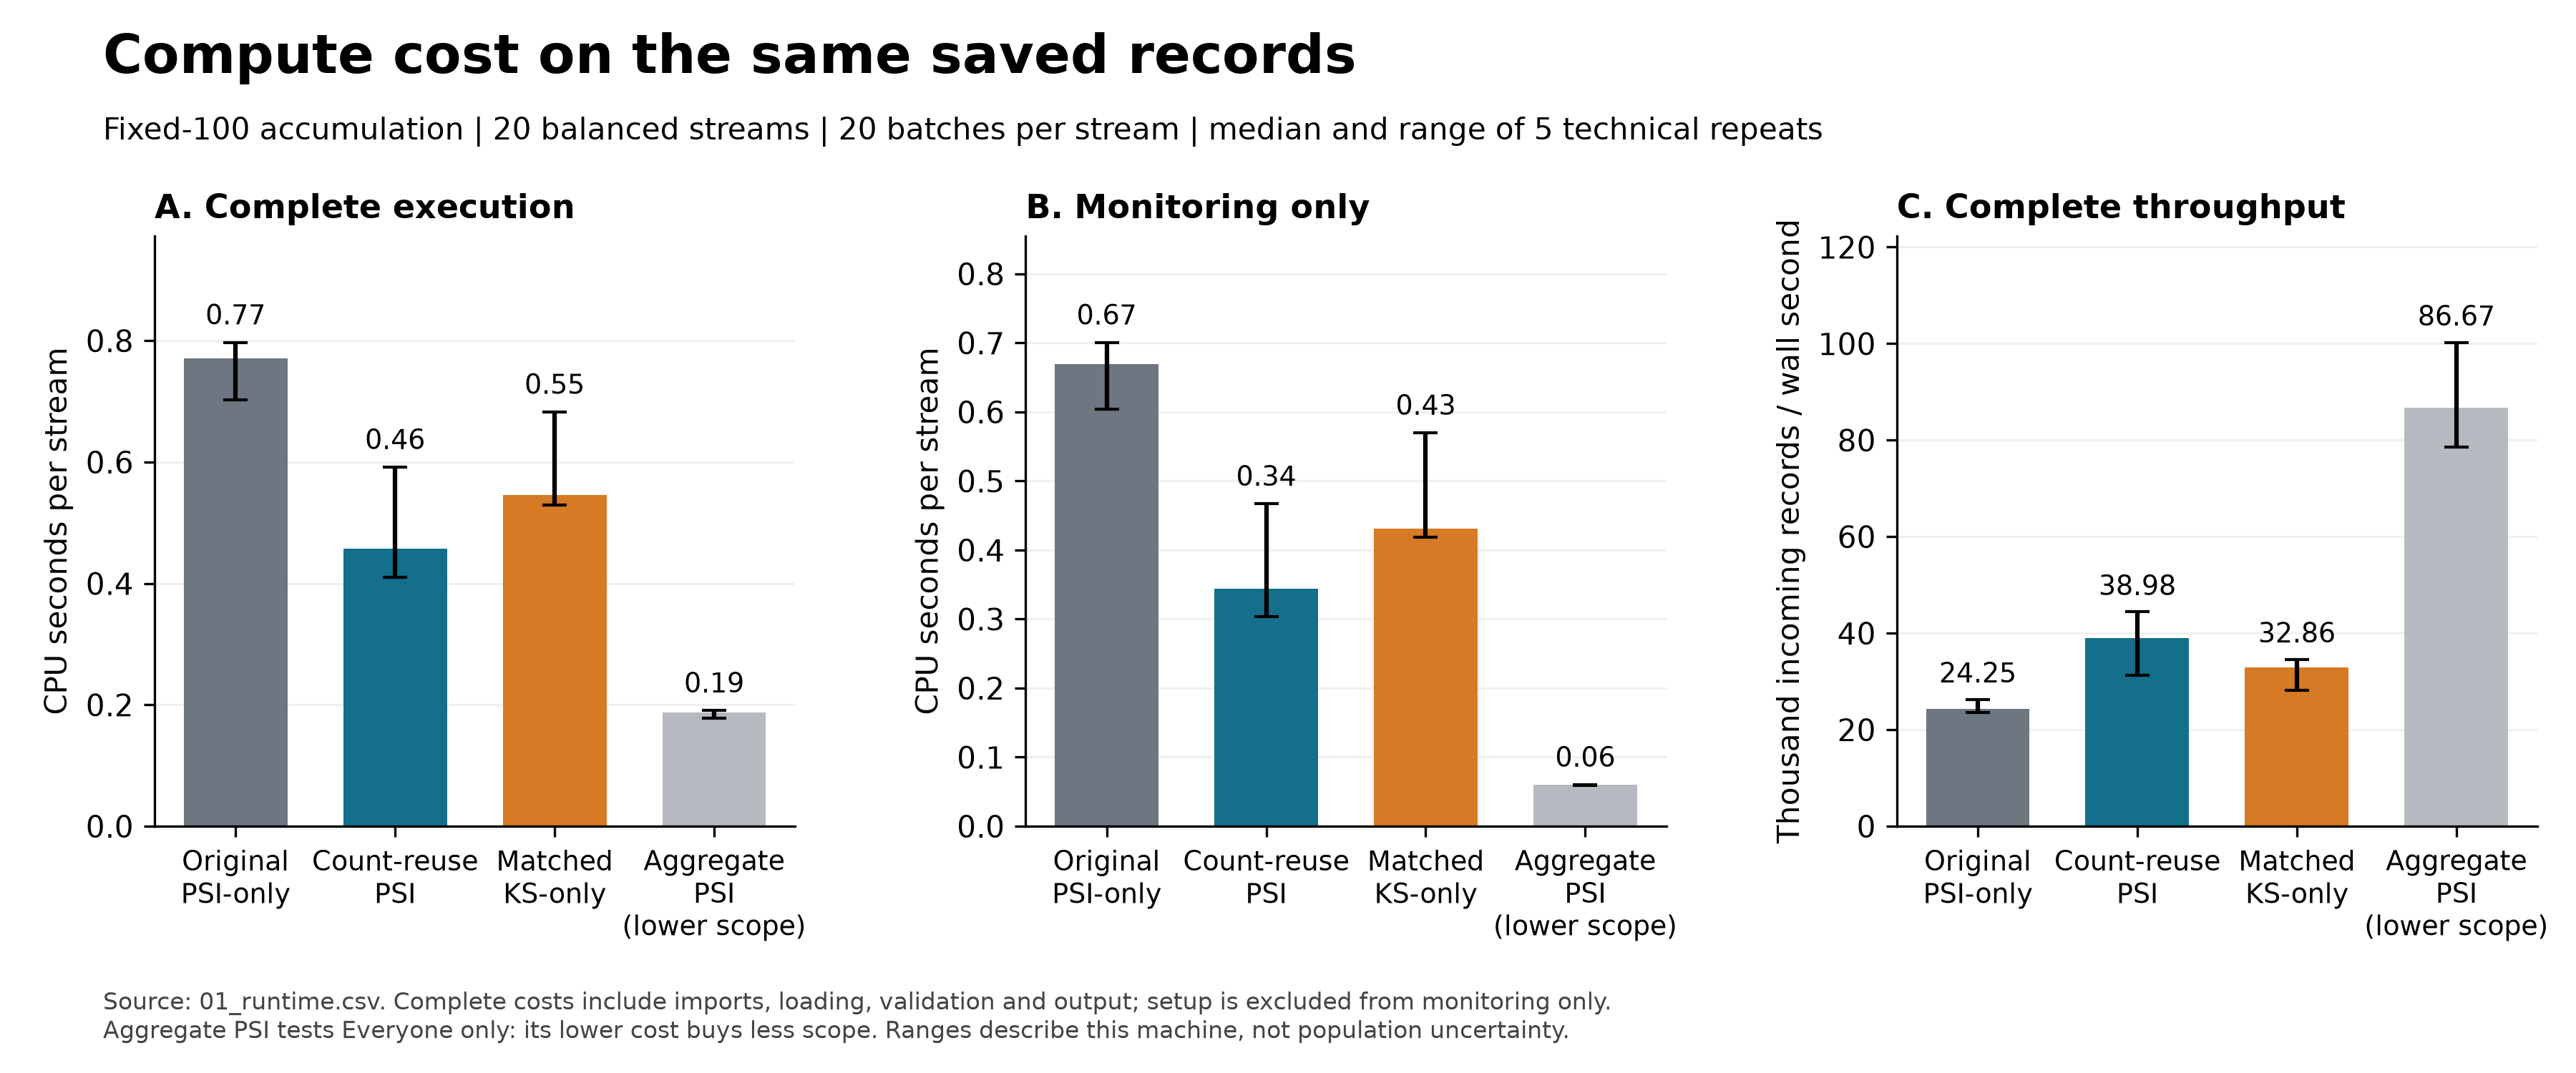 Compute cost on the same saved records
Fixed-100 accumulation | 20 balanced streams | 20 batches per stream | median and range of 5 technical repeats
A. Complete execution
CPU seconds per stream
0.8
0.6
0.4
0.2
0.0
0.77
0.46
0.55
0.19
Original
PSI-only
Count-reuse
PSI
Matched
KS-only
Aggregate
PSI
(lower scope)
B. Monitoring only
CPU seconds per stream
0.8
0.7
0.6
0.5
0.4
0.3
0.2
0.1
0.0
0.67
0.34
0.43
0.06
Original
PSI-only
Count-reuse
PSI
Matched
KS-only
Aggregate
PSI
(lower scope)
C. Complete throughput
Thousand incoming records / wall second
120
100
80
60
40
20
0
24.25
38.98
32.86
86.67
Original
PSI-only
Count-reuse
PSI
Matched
KS-only
Aggregate
PSI
(lower scope)
Source: 01_runtime.csv. Complete costs include imports, loading, validation and output; setup is excluded from monitoring only.
Aggregate PSI tests Everyone only: its lower cost buys less scope. Ranges describe this machine, not population uncertainty.